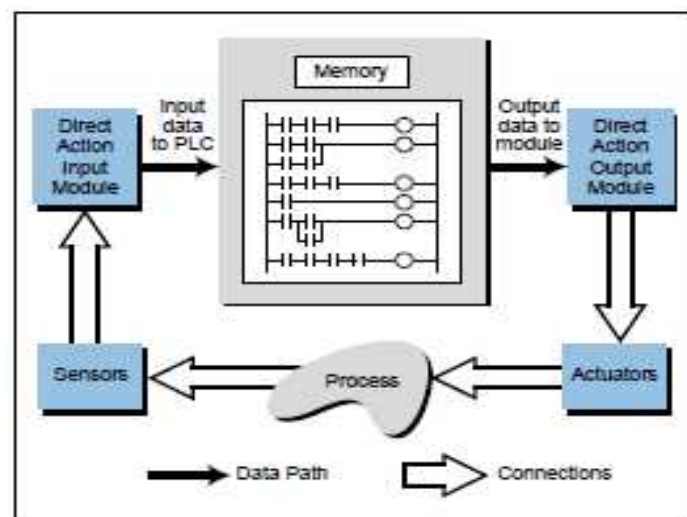 Memory
Direct
Action
Input
Module
Input
data
to PLC
Output
data to
module
Direct
Action
Output
Module
Sensors
Process
Actuators
Data Path
Connections